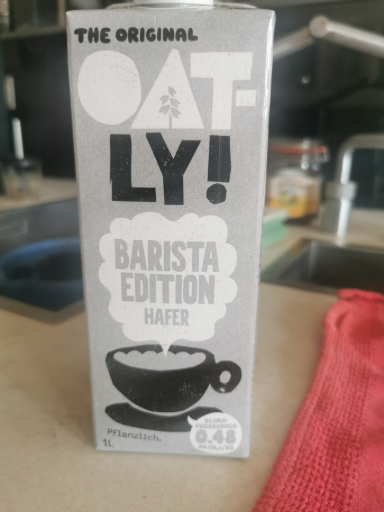 THE ORIGINAL
OAT-
LY!
BARISTA
EDITION
HAFER
Pflanzlich.
1L
0.48